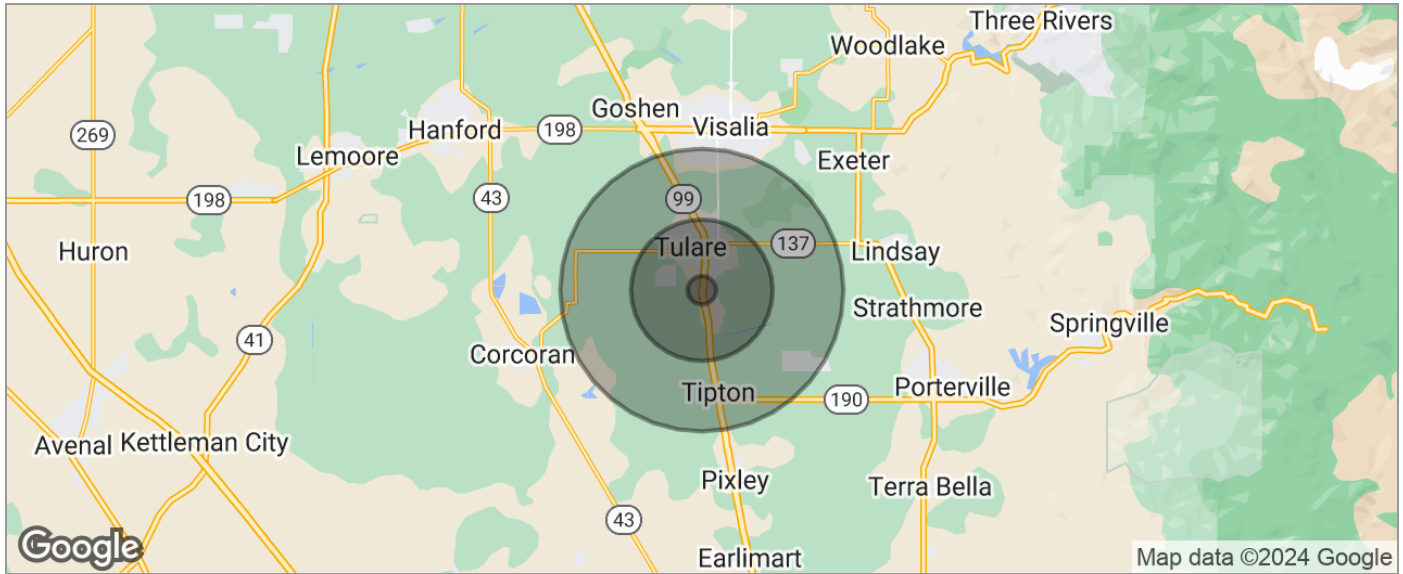 Three Rivers
Woodlake
Goshen
Visalia
Hanford
198
269
Lemoore
Exeter
198
43
99
Huron
Tulare
137
Lindsay
Strathmore
Springville
41
Corcoran
Tipton
190
Porterville
Avenal
Kettleman City
Pixley
Terra Bella
43
Earlimart
Google
Map data ©2024 Google